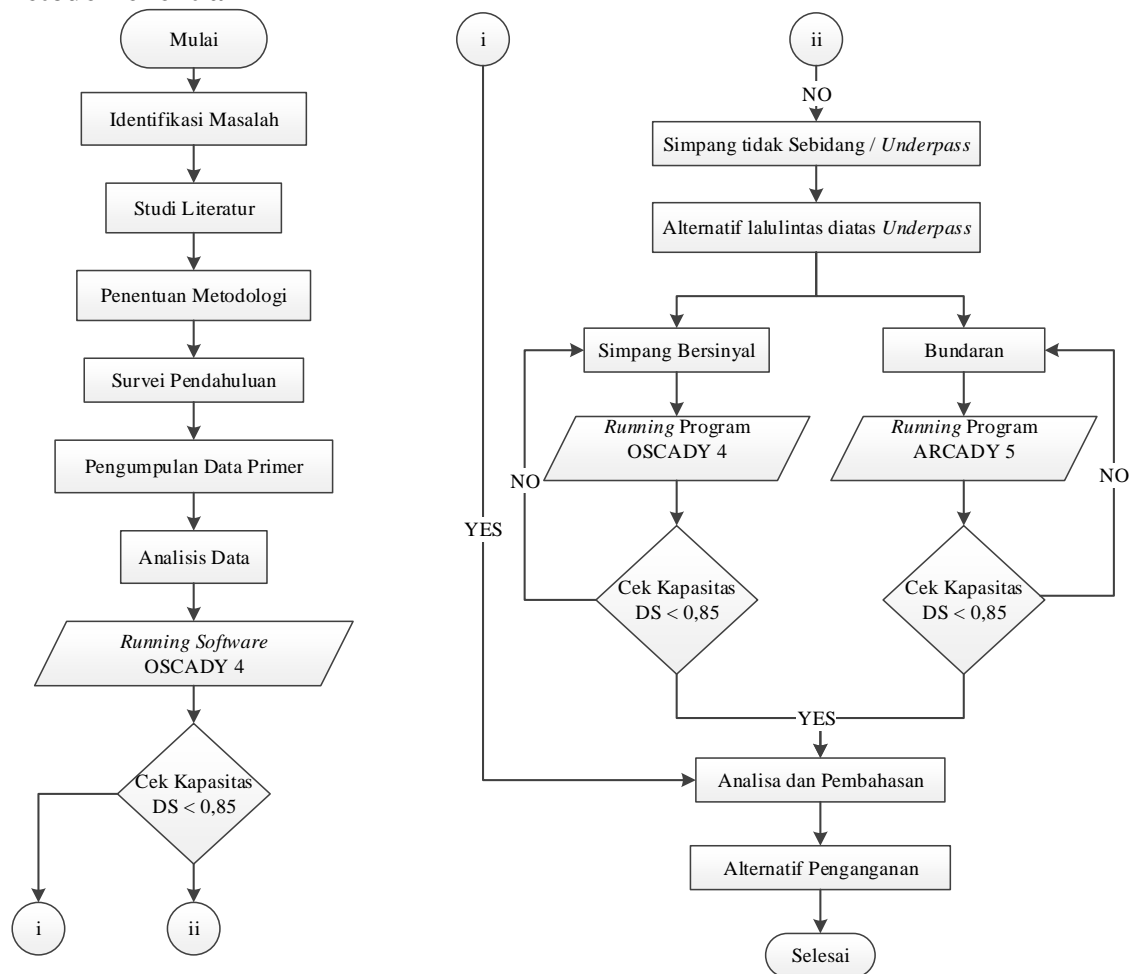 Mulai
Identifikasi Masalah
Studi Literatur
Penentuan Metodologi
Survei Pendahuluan
Pengumpulan Data Primer
Analisis Data
Running Software
OSCADY 4
Cek Kapasitas
DS < 0,85
i
ii
i
YES
ii
NO
Simpang tidak Sebidang / Underpass
Alternatif lalulintas diatas Underpass
Simpang Bersinyal
Running Program
OSCADY 4
NO
Cek Kapasitas
DS < 0,85
Bundaran
Running Program
ARCADY 5
NO
Cek Kapasitas
DS < 0,85
YES
Analisa dan Pembahasan
Alternatif Penganganan
Selesai